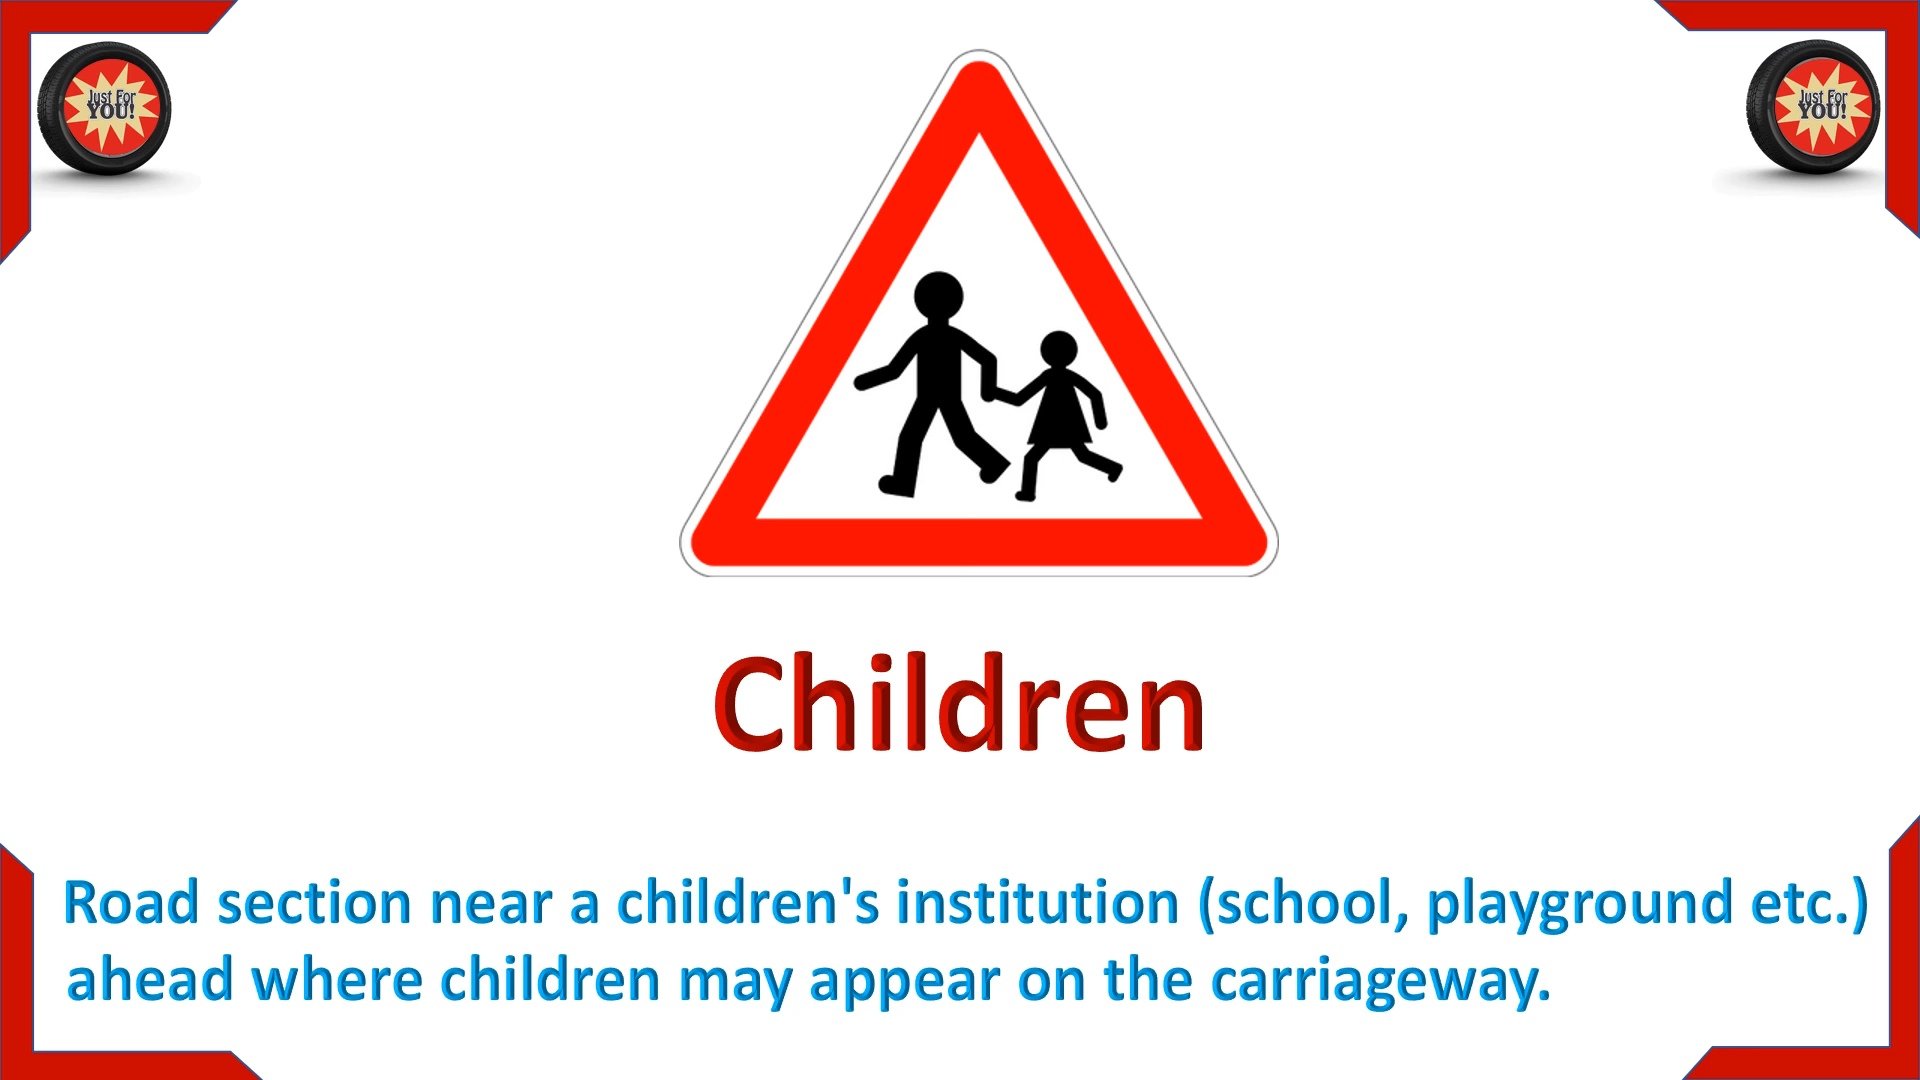 Just For
YOU!
Just For
YOU!
Children
Road section near a children's institution (school, playground etc.)
ahead where children may appear on the carriageway.